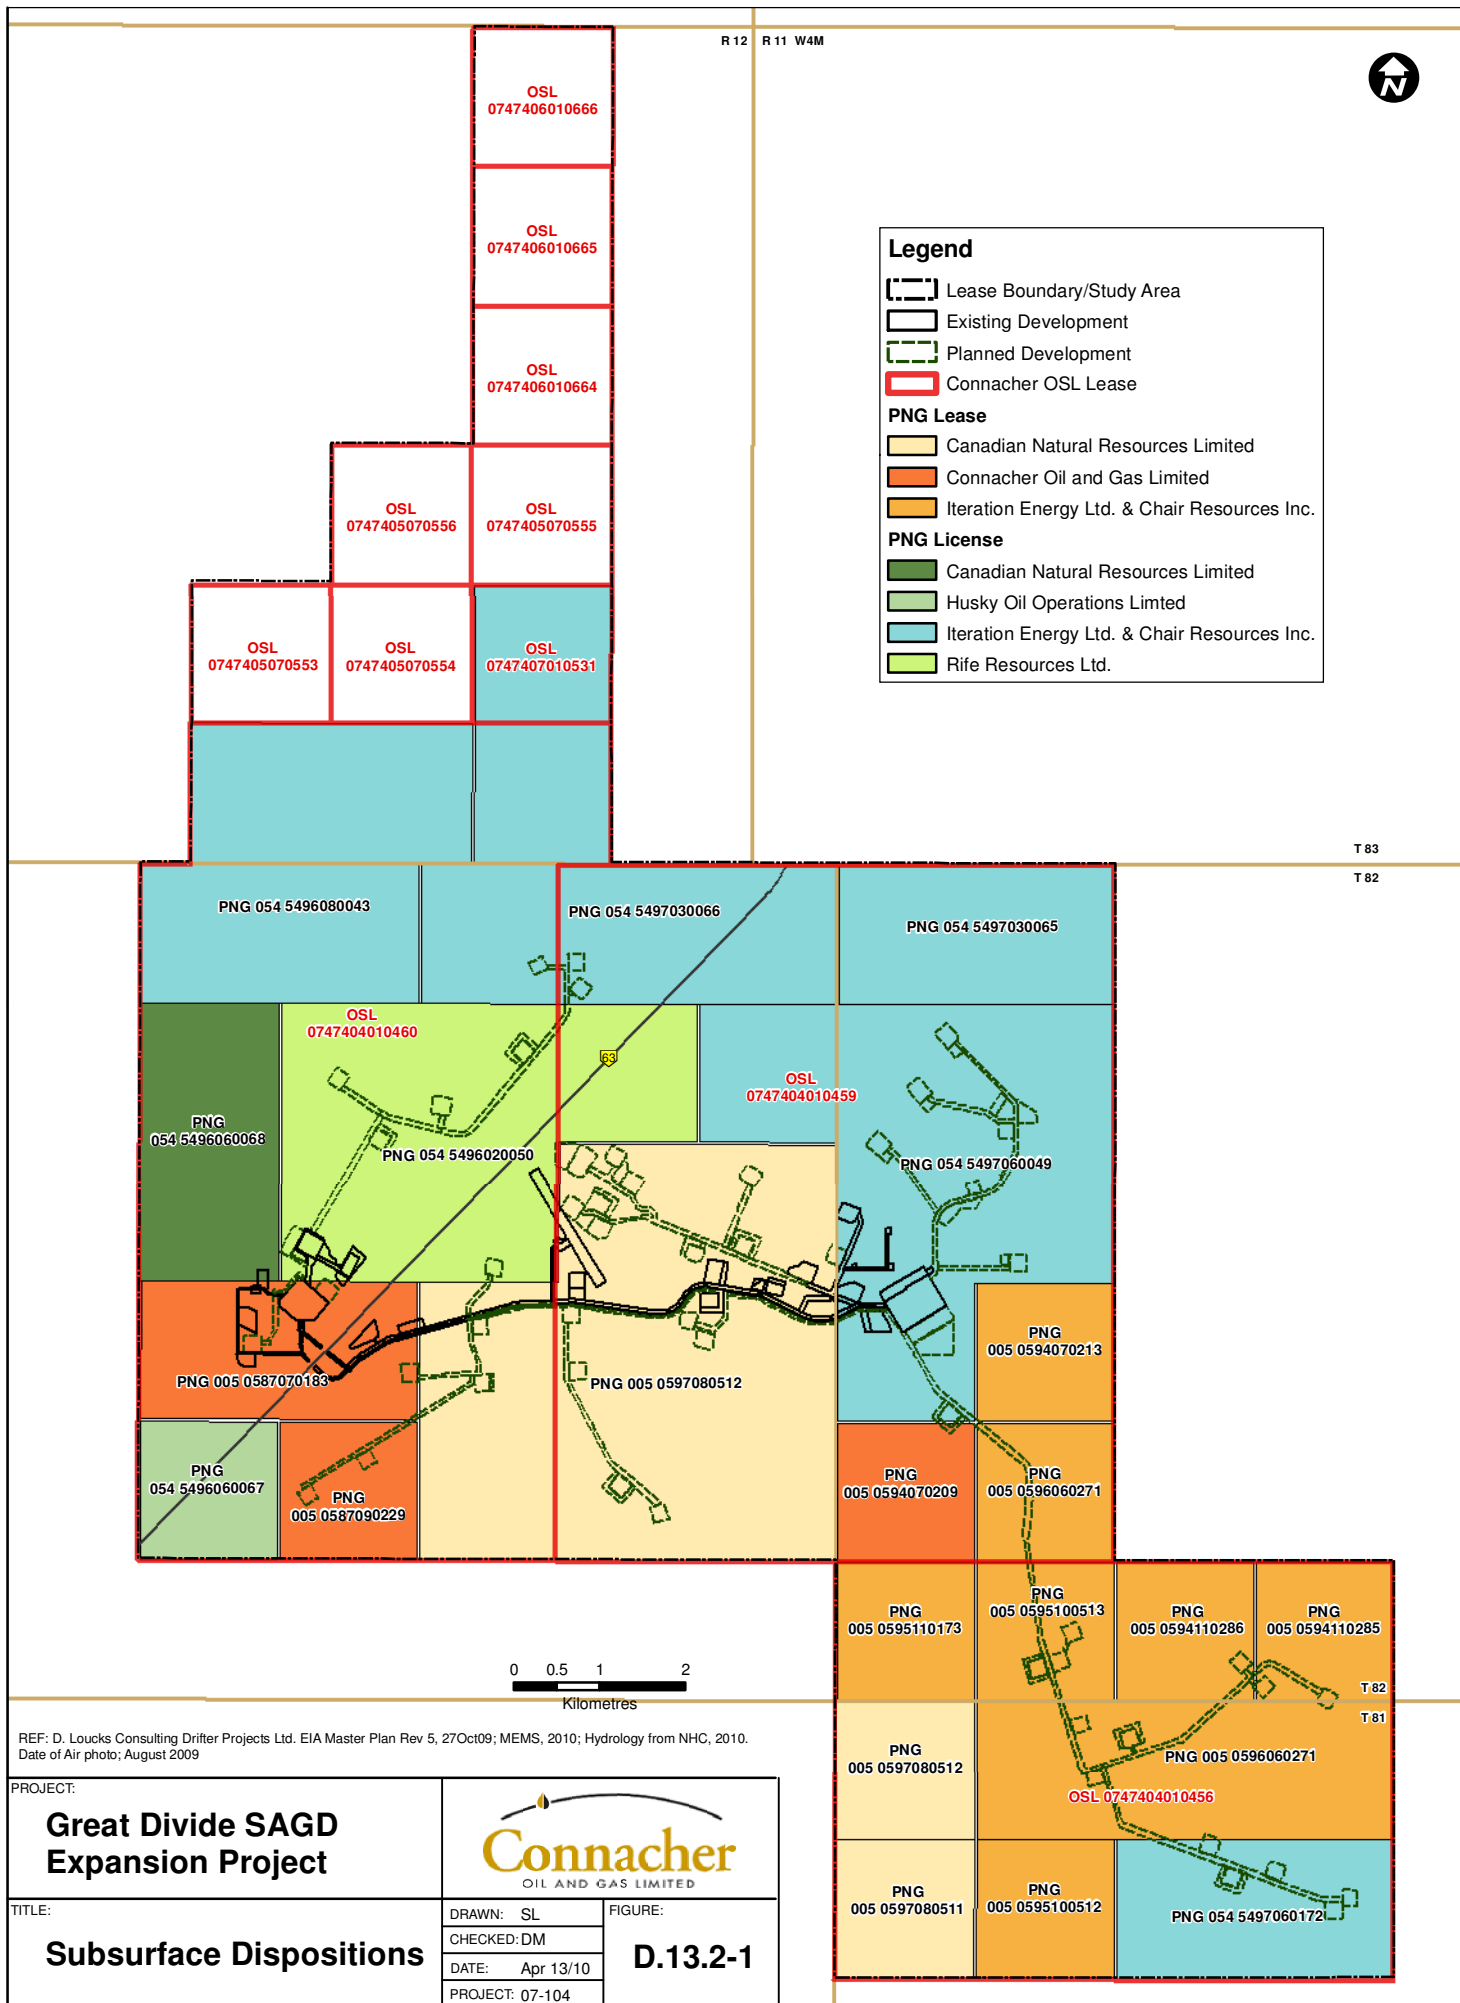 R 12
R 11 W4M
N
OSL
0747406010666
OSL
0747406010665
OSL
0747406010664
OSL
0747405070556
OSL
0747405070555
OSL
0747405070553
OSL
0747405070554
OSL
0747407010531
Legend
Lease Boundary/Study Area
Existing Development
Planned Development
Connacher OSL Lease
PNG Lease
Canadian Natural Resources Limited
Connacher Oil and Gas Limited
Iteration Energy Ltd. & Chair Resources Inc.
PNG License
Canadian Natural Resources Limited
Husky Oil Operations Limted
Iteration Energy Ltd. & Chair Resources Inc.
Rife Resources Ltd.
T 83
T 82
PNG 054 5496080043
PNG 054 5497030066
PNG 054 5497030065
OSL
0747404010460
63
OSL
0747404010459
PNG
054 5496060068
PNG 054 5496020050
PNG 054 5497060049
PNG
005 0594070213
PNG 005 0587070183
PNG 005 0597080512
PNG
054 5496060067
PNG
005 0587090229
PNG
005 0594070209
PNG
005 0596060271
PNG
005 0595110173
PNG
005 0595100513
PNG
005 0594110286
PNG
005 0594110285
T 82
T 81
PNG
005 0597080512
PNG 005 0596060271
OSL 0747404010456
PNG
005 0597080511
PNG
005 0595100512
PNG 054 5497060172
0 0.5 1 2
Kilometres
REF: D. Loucks Consulting Drifter Projects Ltd. EIA Master Plan Rev 5, 27Oct09; MEMS, 2010; Hydrology from NHC, 2010.
Date of Air photo; August 2009
PROJECT:
Great Divide SAGD
Expansion Project
Connacher
OIL AND GAS LIMITED
TITLE:
Subsurface Dispositions
DRAWN: SL
CHECKED: DM
DATE: Apr 13/10
PROJECT: 07-104
FIGURE:
D.13.2-1